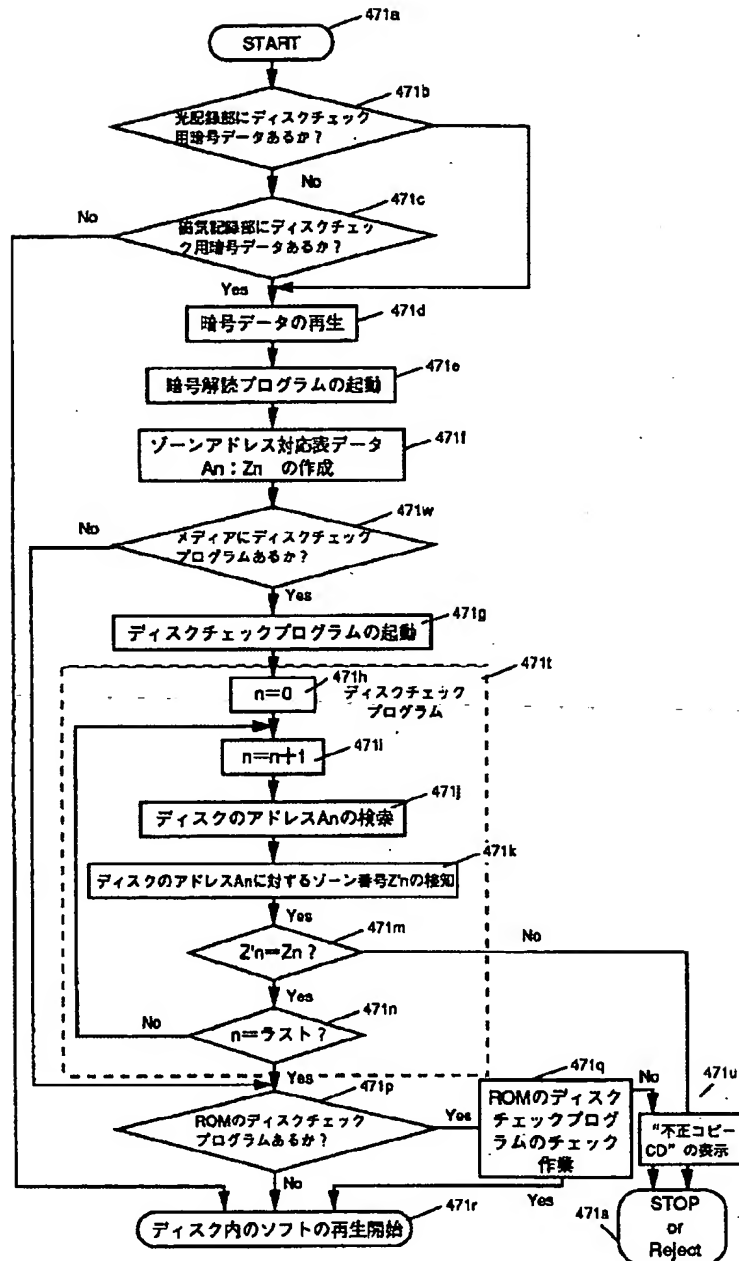 471a
START
471b
光記録部にディスクチェック
用暗号データあるか？
No
471c
No
磁気記録部にディスクチェッ
ク用暗号データあるか？
Yes
471d
暗号データの再生
471e
暗号解読プログラムの起動
471f
ゾーンアドレス対応表データ
An：Zn の作成
471w
No
メディアにディスクチェック
プログラムあるか？
Yes
471g
ディスクチェックプログラムの起動
471t
471h
n=0
ディスクチェック
プログラム
471i
n=n+1
471j
ディスクのアドレスAnの検索
471k
ディスクのアドレスAnに対するゾーン番号Z'nの検知
Yes
471m
No
Z'n=Zn？
Yes
471n
No
n=ラスト？
Yes
471p
ROMのディスクチェック
プログラムあるか？
Yes
No
471q
ROMのディスク
チェックプログ
ラムのチェック
作業
No
Yes
471u
“不正コピー
CD”の表示
471r
ディスク内のソフトの再生開始
471s
STOP
or
Reject